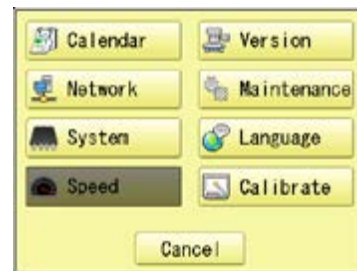 Calendar
Version
Network
Maintenance
System
Language
Speed
Calibrate
Cancel